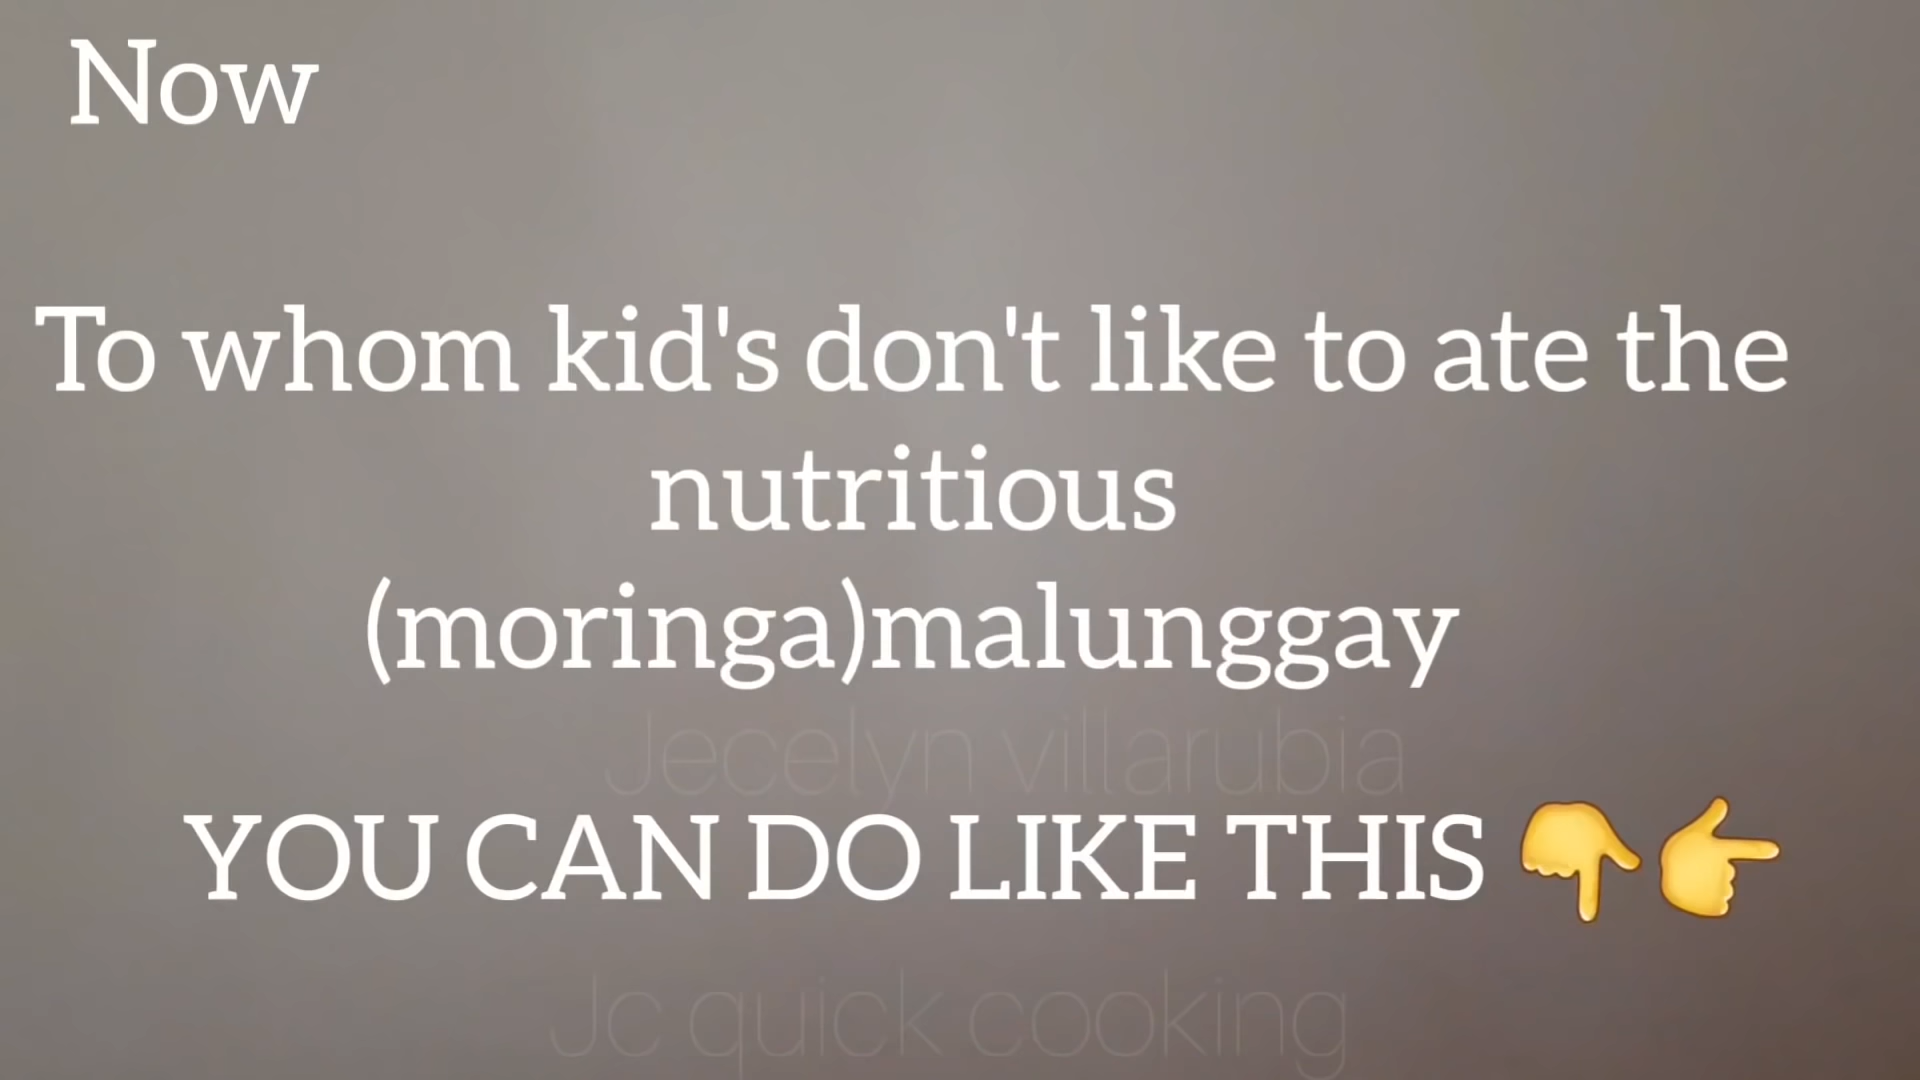 Now
To whom kid's don't like to ate the
nutritious
(moringa)malunggay
Jecelyn villarubia
YOU CAN DO LIKE THIS 👇👉
Jc quick cooking